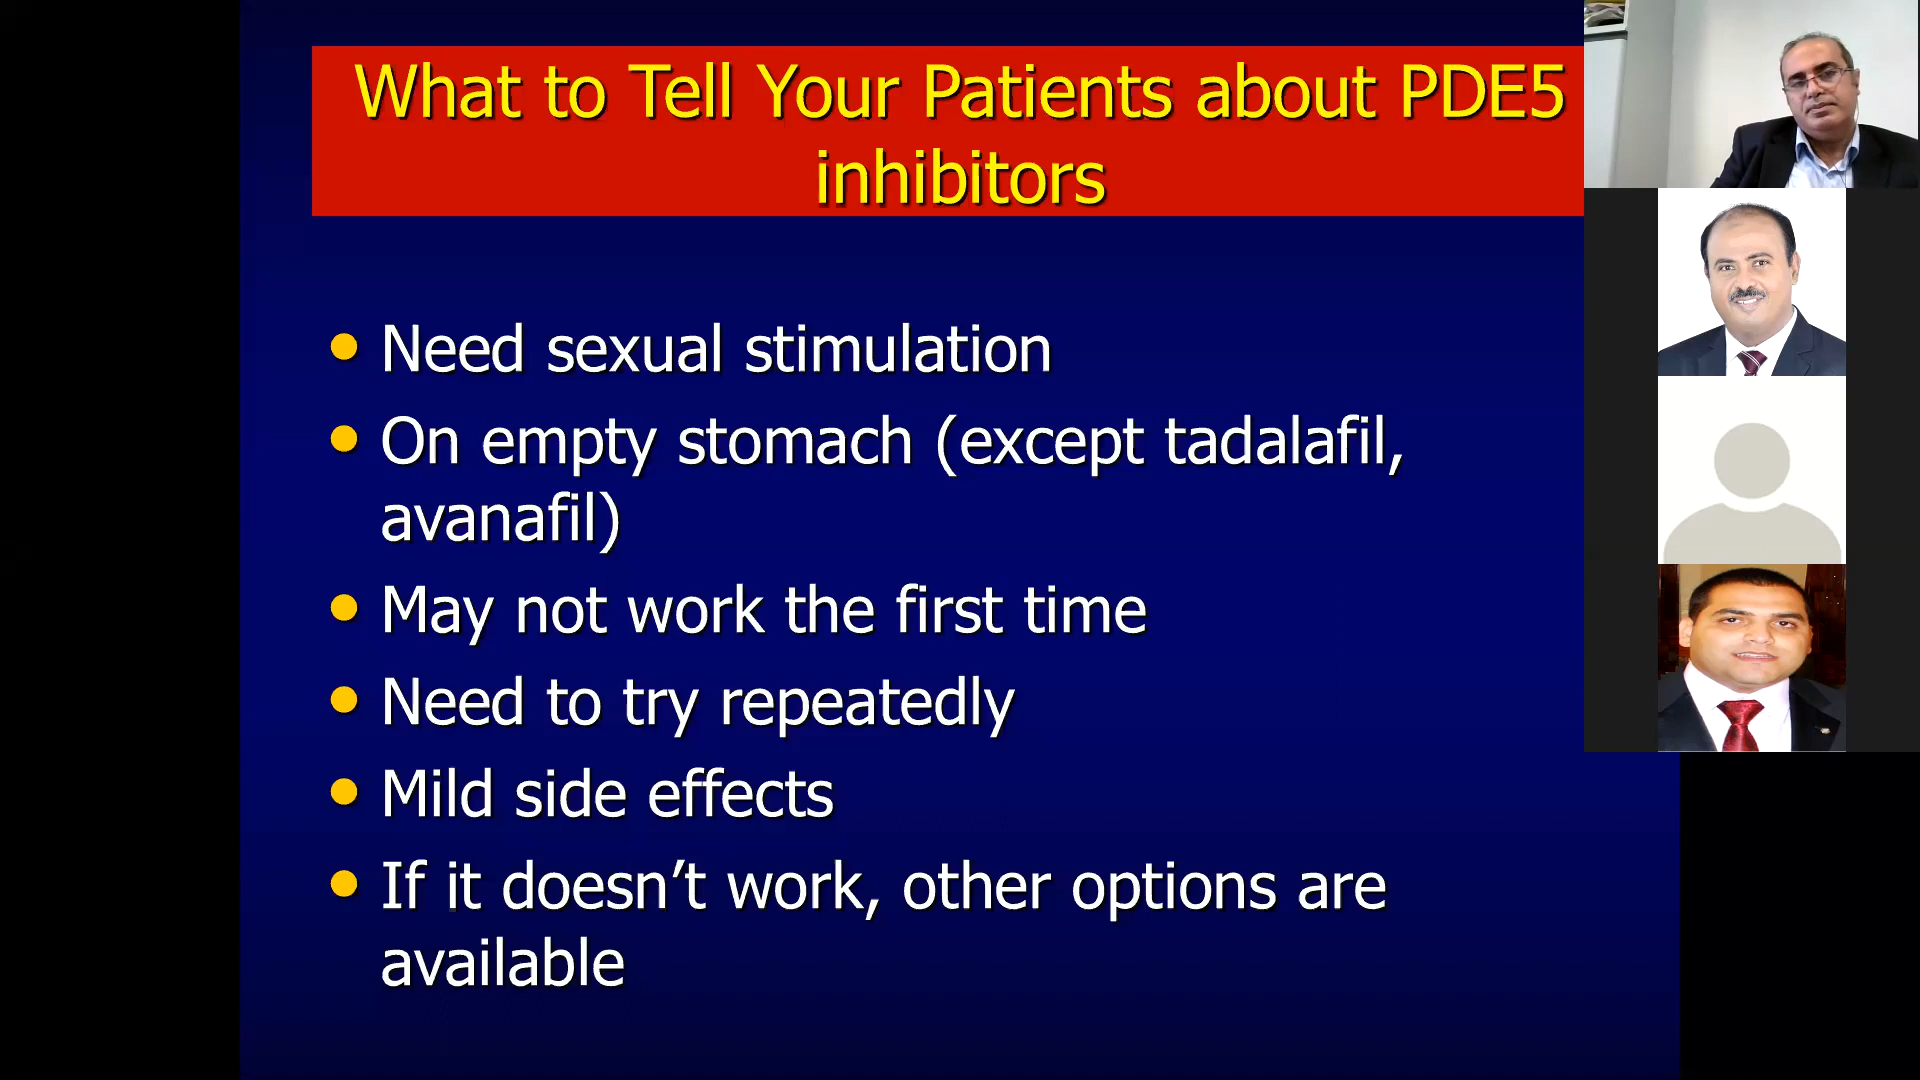 What to Tell Your Patients about PDE5
inhibitors
• Need sexual stimulation
• On empty stomach (except tadalafil,
avanafil)
• May not work the first time
• Need to try repeatedly
• Mild side effects
• If it doesn’t work, other options are
available